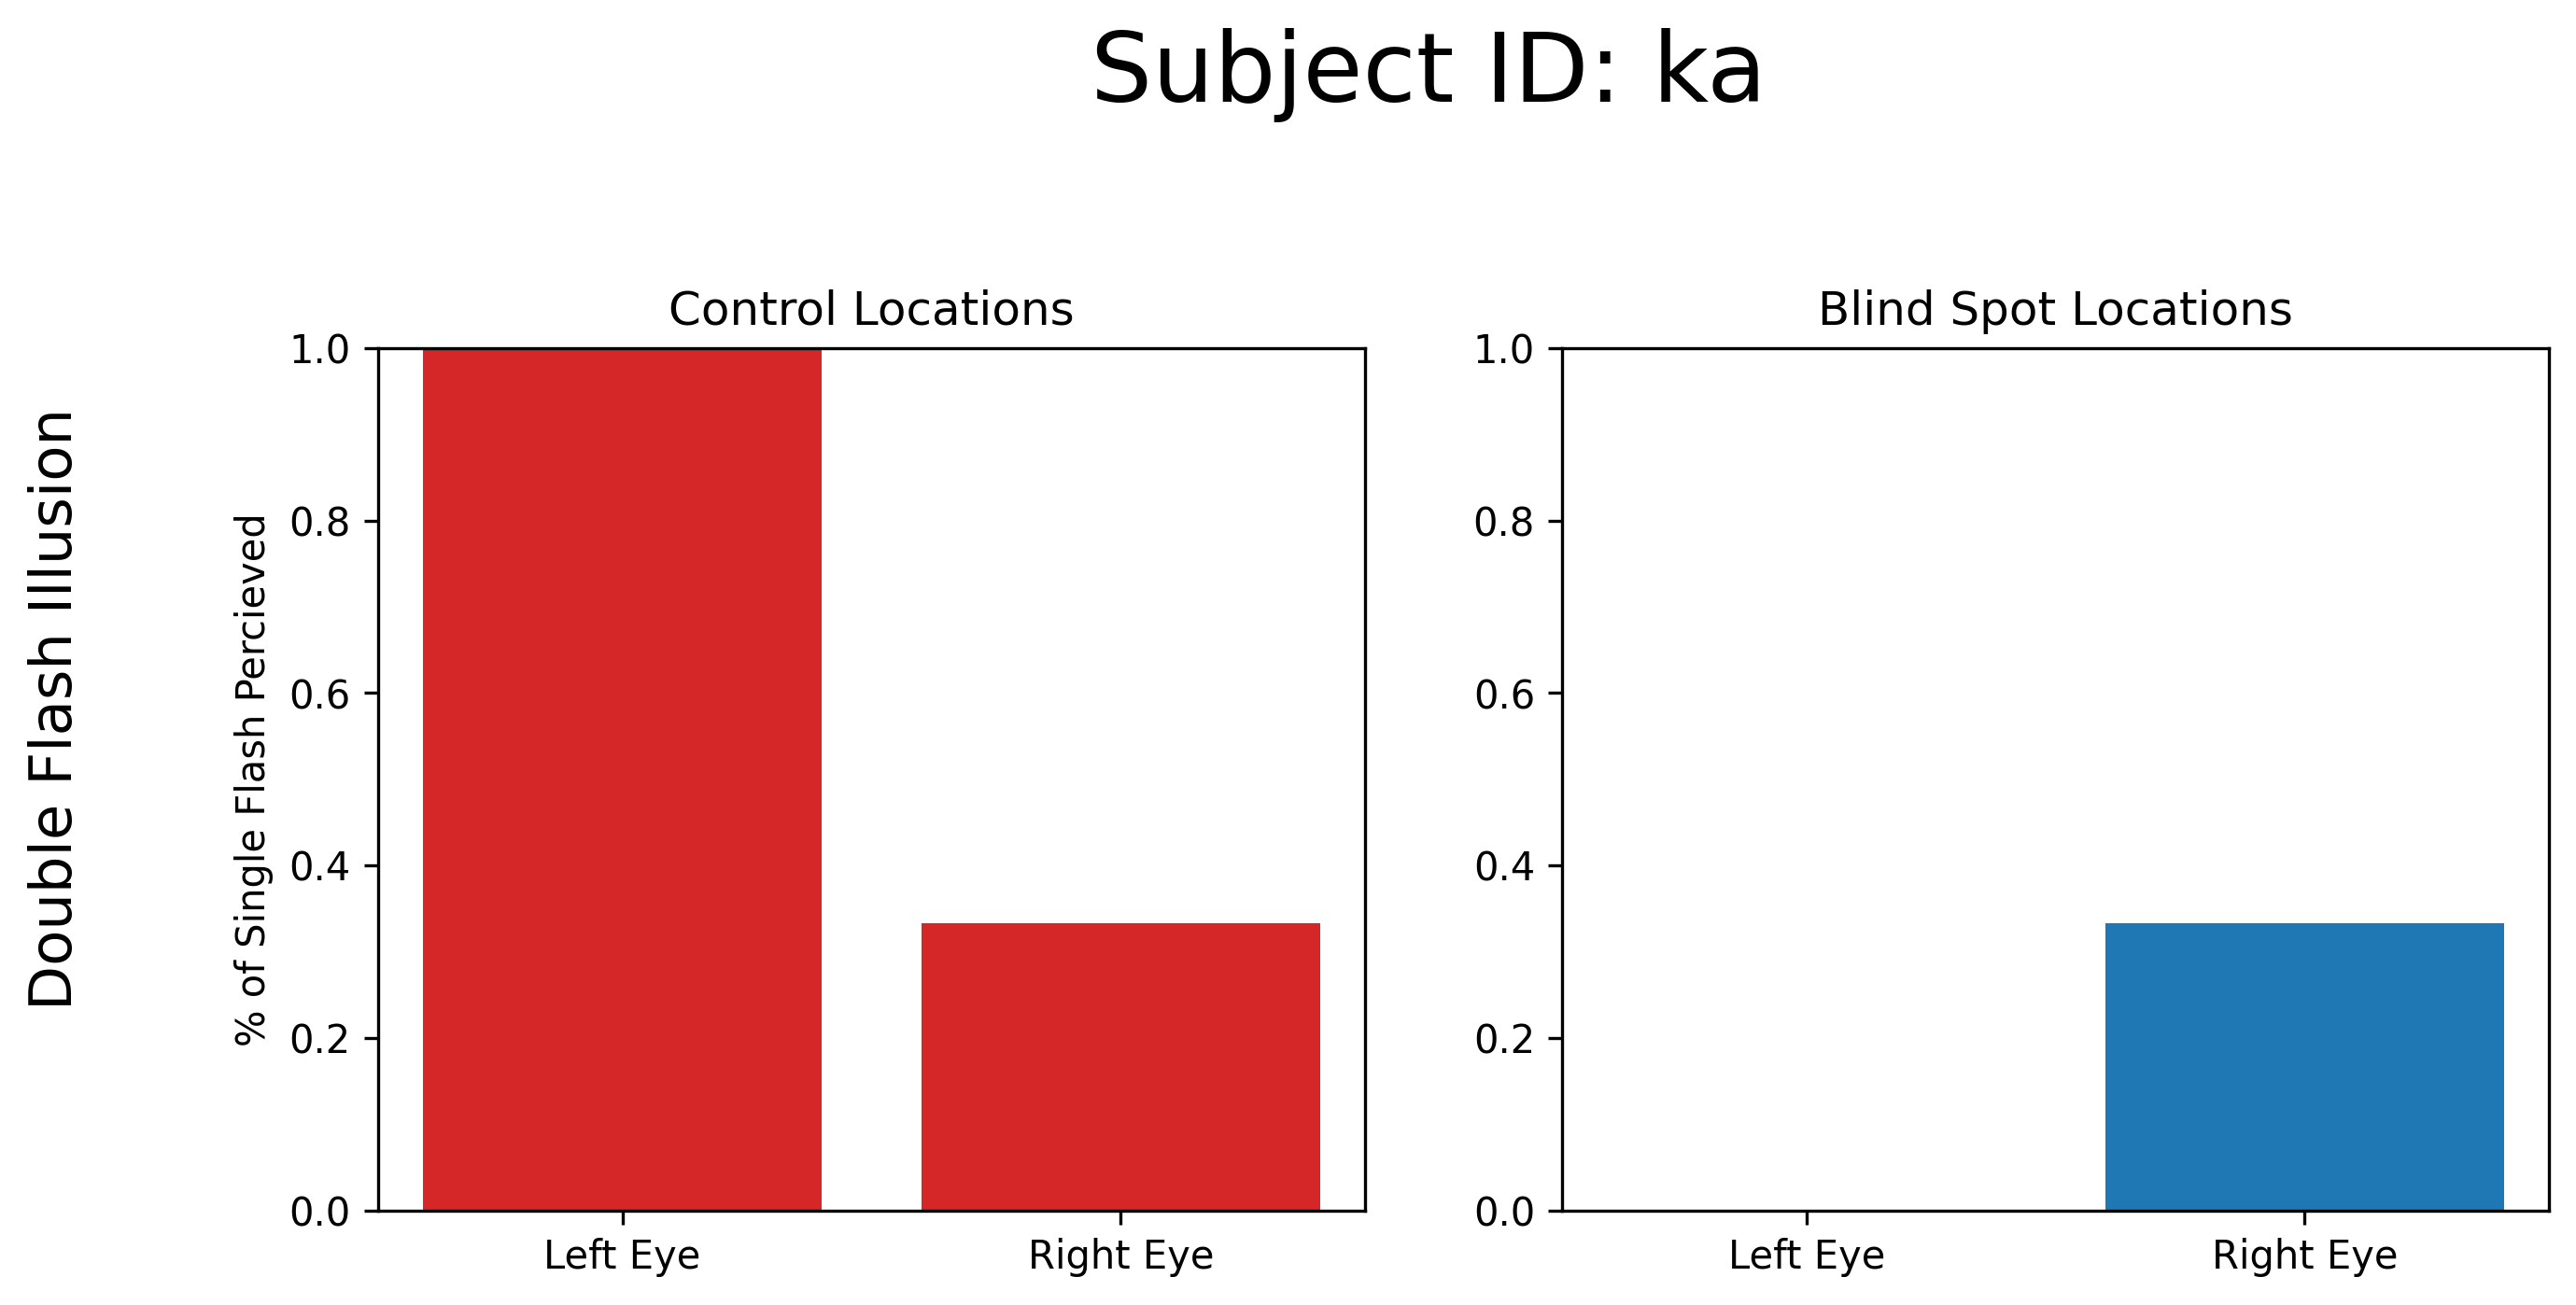 Subject ID: ka
Double Flash Illusion
Control Locations
% of Single Flash Percieved
1.0
0.8
0.6
0.4
0.2
0.0
Left Eye
Right Eye
Blind Spot Locations
1.0
0.8
0.6
0.4
0.2
0.0
Left Eye
Right Eye